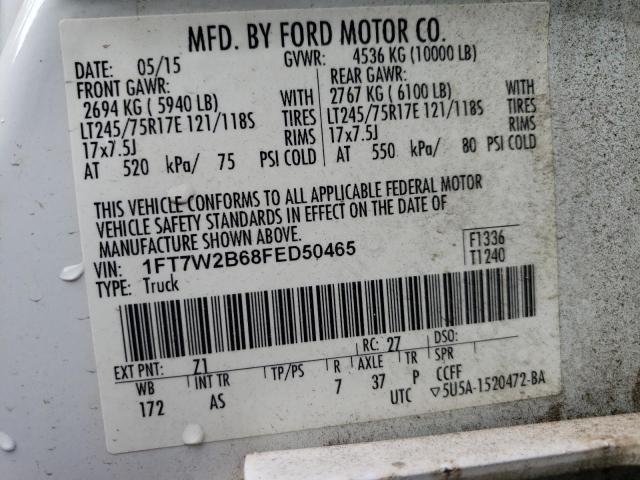 MFD. BY FORD MOTOR CO.
DATE: 05/15 GVWR: 4536 KG (10000 LB)
FRONT GAWR: REAR GAWR:
2694 KG ( 5940 LB) WITH 2767 KG ( 6100 LB) WITH
LT245/75R17E 121/118S TIRES LT245/75R17E 121/118S TIRES
17x7.5J RIMS 17x7.5J RIMS
AT 520 kPa/ 75 PSI COLD AT 550 kPa/ 80 PSI COLD
THIS VEHICLE CONFORMS TO ALL APPLICABLE FEDERAL MOTOR
VEHICLE SAFETY STANDARDS IN EFFECT ON THE DATE OF
MANUFACTURE SHOWN ABOVE.
VIN: 1FT7W2B68FED50465 F1336
TYPE: Truck T1240
EXT PNT: Z1 RC: 27 DSO:
WB INT TR TP/PS R AXLE TR SPR
172 AS 7 37 P CCFF
UTC ▽5U5A-1520472-BA